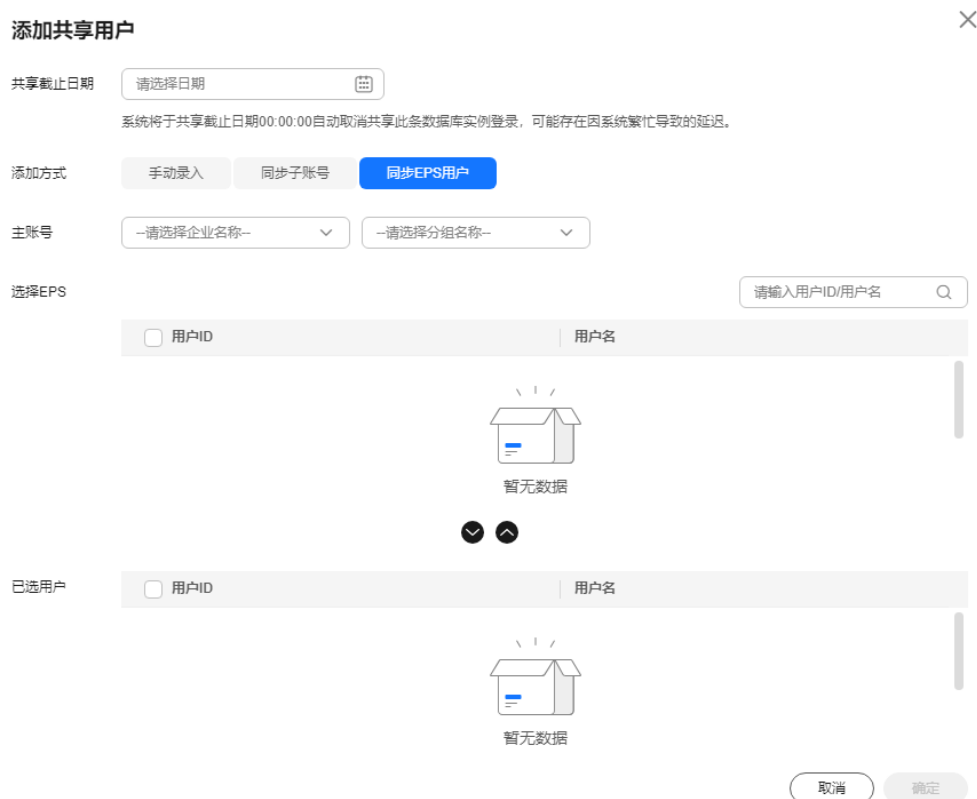 添加共享用户
共享截止日期 请选择日期
系统将于共享截止日期00:00:00自动取消共享此条数据库实例登录，可能存在因系统繁忙导致的延迟。
添加方式 手动录入 同步子账号 同步EPS用户
主账号 --请选择企业名称-- --请选择分组名称--
选择EPS 请输入用户ID/用户名
用户ID 用户名
暂无数据
已选用户 用户ID 用户名
暂无数据
取消 确定